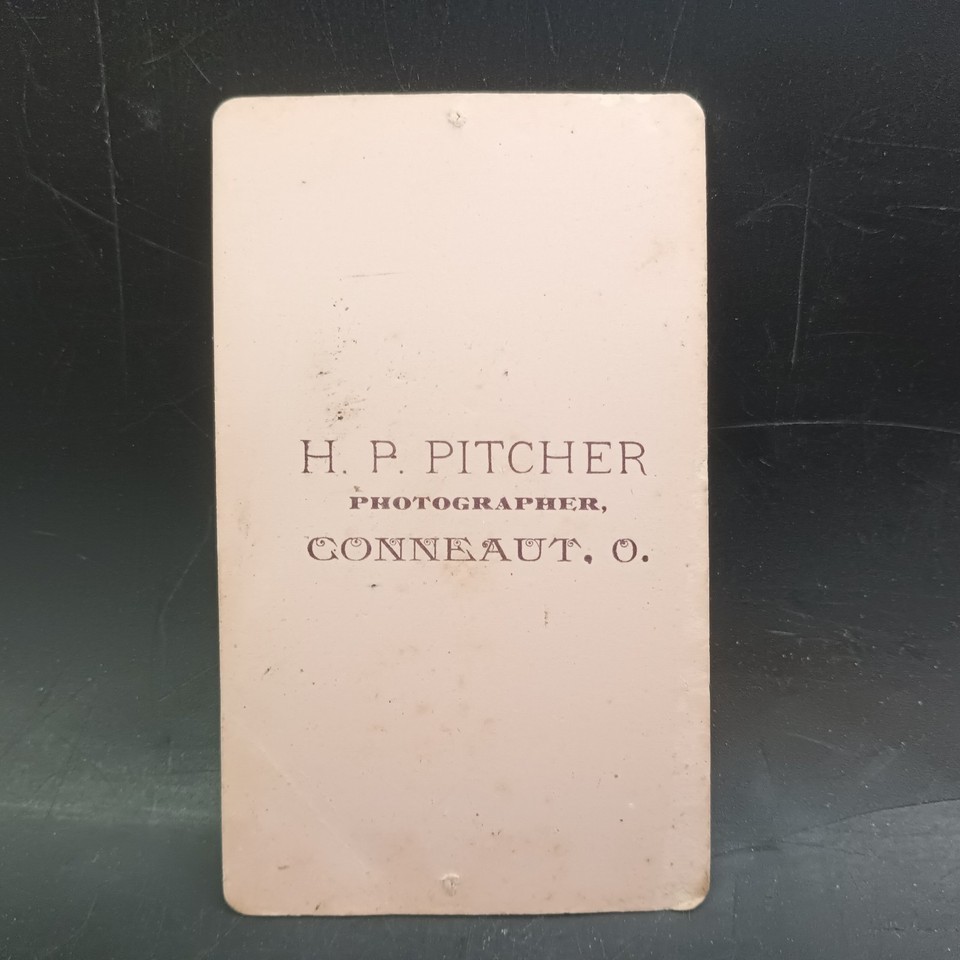 H. P. PITCHER
PHOTOGRAPHER,
CONNEAUT, O.